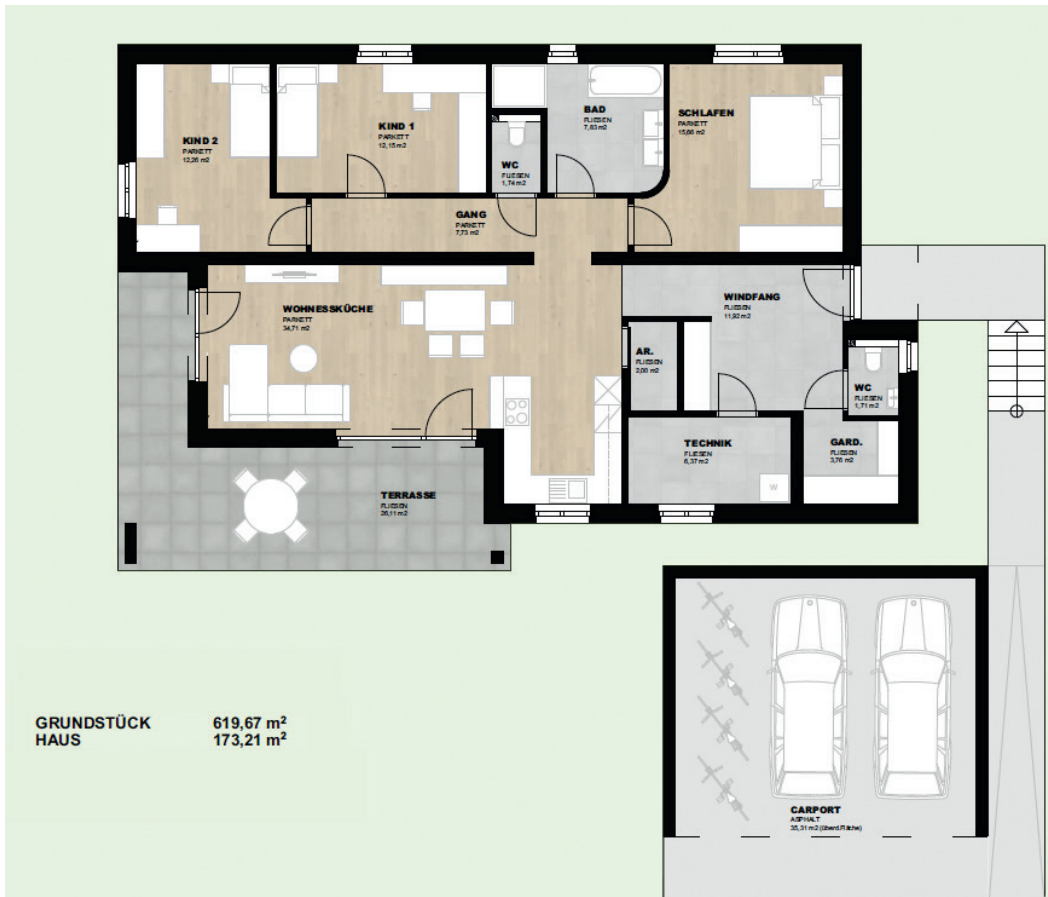 KIND 2
PARKETT
12,26 m2
KIND 1
PARKETT
12,15 m2
WC
FLIESEN
1,74 m2
BAD
FLIESEN
7,83 m2
SCHLAFEN
PARKETT
15,66 m2
GANG
PARKETT
7,73 m2
WOHNESSKÜCHE
PARKETT
34,71 m2
WINDFANG
FLIESEN
11,92 m2
AR.
FLIESEN
2,00 m2
WC
FLIESEN
1,71 m2
TECHNIK
FLIESEN
6,37 m2
W
GARD.
FLIESEN
3,76 m2
TERRASSE
FLIESEN
26,11 m2
GRUNDSTÜCK 619,67 m²
HAUS 173,21 m²
CARPORT
ASPHALT
35,31 m2 (überd.Fläche)